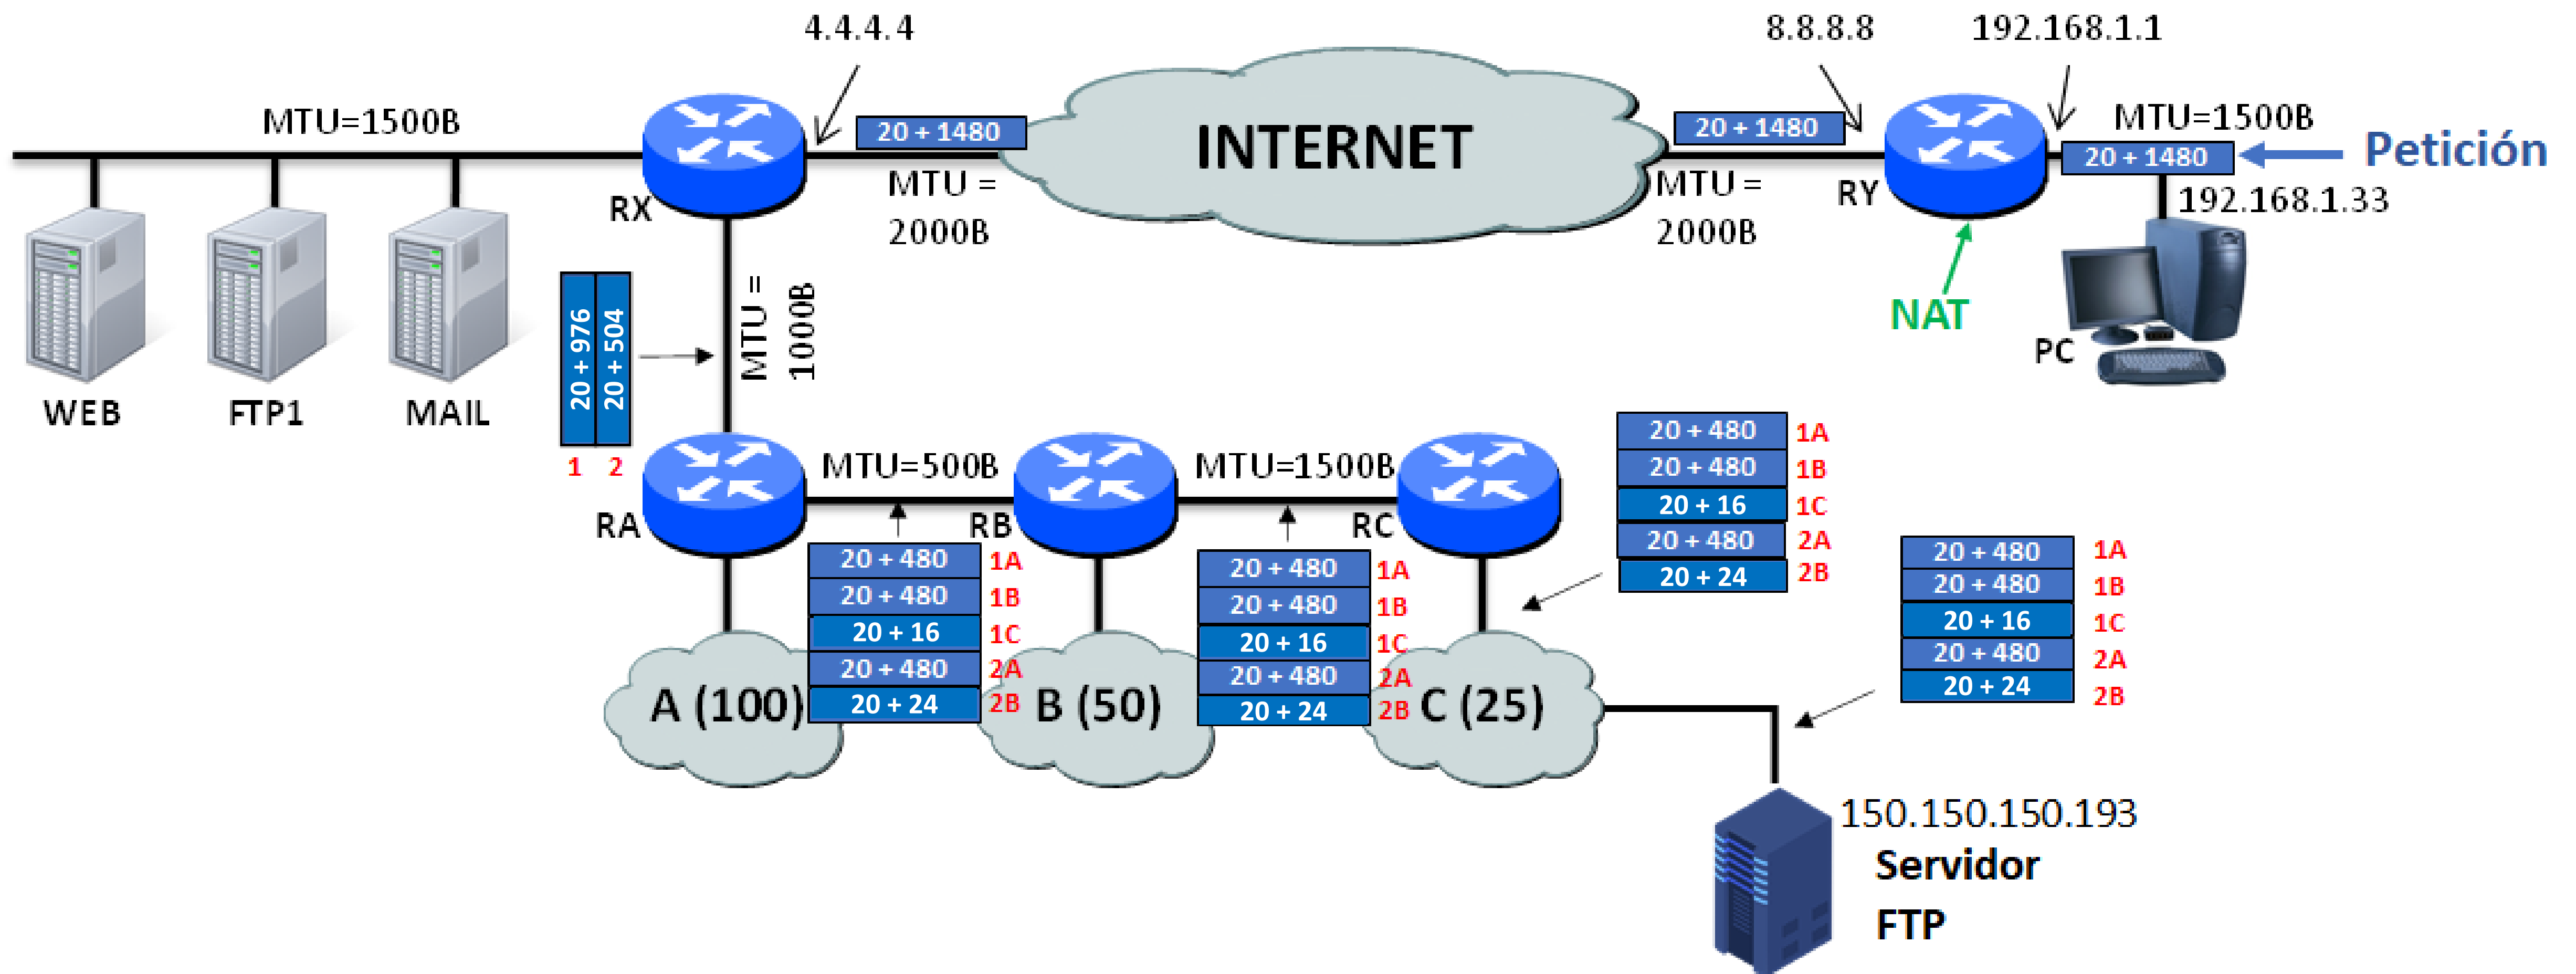 4.4.4.4
8.8.8.8
192.168.1.1
MTU=1500B
20 + 1480
INTERNET
20 + 1480
MTU=1500B
20 + 1480
Petición
RX
MTU =
2000B
MTU =
2000B
RY
192.168.1.33
NAT
PC
20 + 976
20 + 504
1
2
MTU =
1000B
WEB
FTP1
MAIL
RA
MTU=500B
RB
MTU=1500B
RC
20 + 480 1A
20 + 480 1B
20 + 16 1C
20 + 480 2A
20 + 24 2B
20 + 480 1A
20 + 480 1B
20 + 16 1C
20 + 480 2A
20 + 24 2B
20 + 480 1A
20 + 480 1B
20 + 16 1C
20 + 480 2A
20 + 24 2B
20 + 480 1A
20 + 480 1B
20 + 16 1C
20 + 480 2A
20 + 24 2B
A (100)
B (50)
C (25)
150.150.150.193
Servidor
FTP